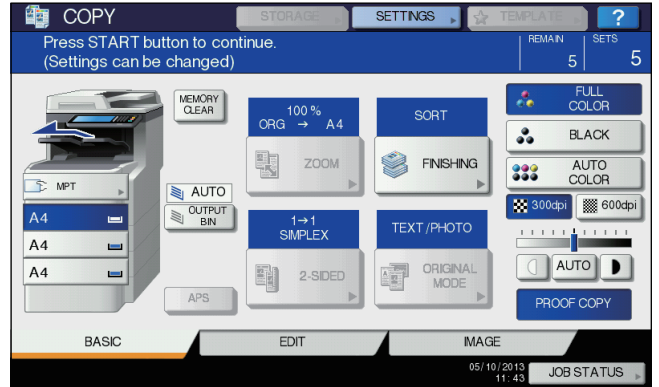 COPY
STORAGE
SETTINGS
TEMPLATE
?
Press START button to continue.
(Settings can be changed)
REMAIN
5
SETS
5
MEMORY
CLEAR
MPT
A4
A4
A4
AUTO
OUTPUT
BIN
APS
100 %
ORG → A4
ZOOM
SORT
FINISHING
1→1
SIMPLEX
2-SIDED
TEXT/PHOTO
ORIGINAL
MODE
FULL
COLOR
BLACK
AUTO
COLOR
300dpi
600dpi
AUTO
PROOF COPY
BASIC
EDIT
IMAGE
05/10/2013
11:43
JOB STATUS